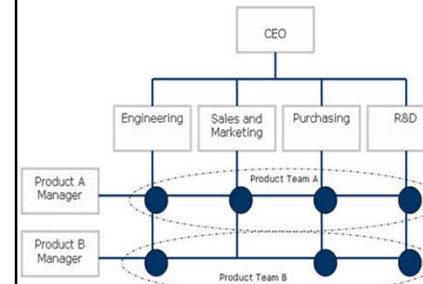 CEO
Engineering
Sales and
Marketing
Purchasing
R&D
Product A
Manager
Product Team A
Product B
Manager
Product Team B